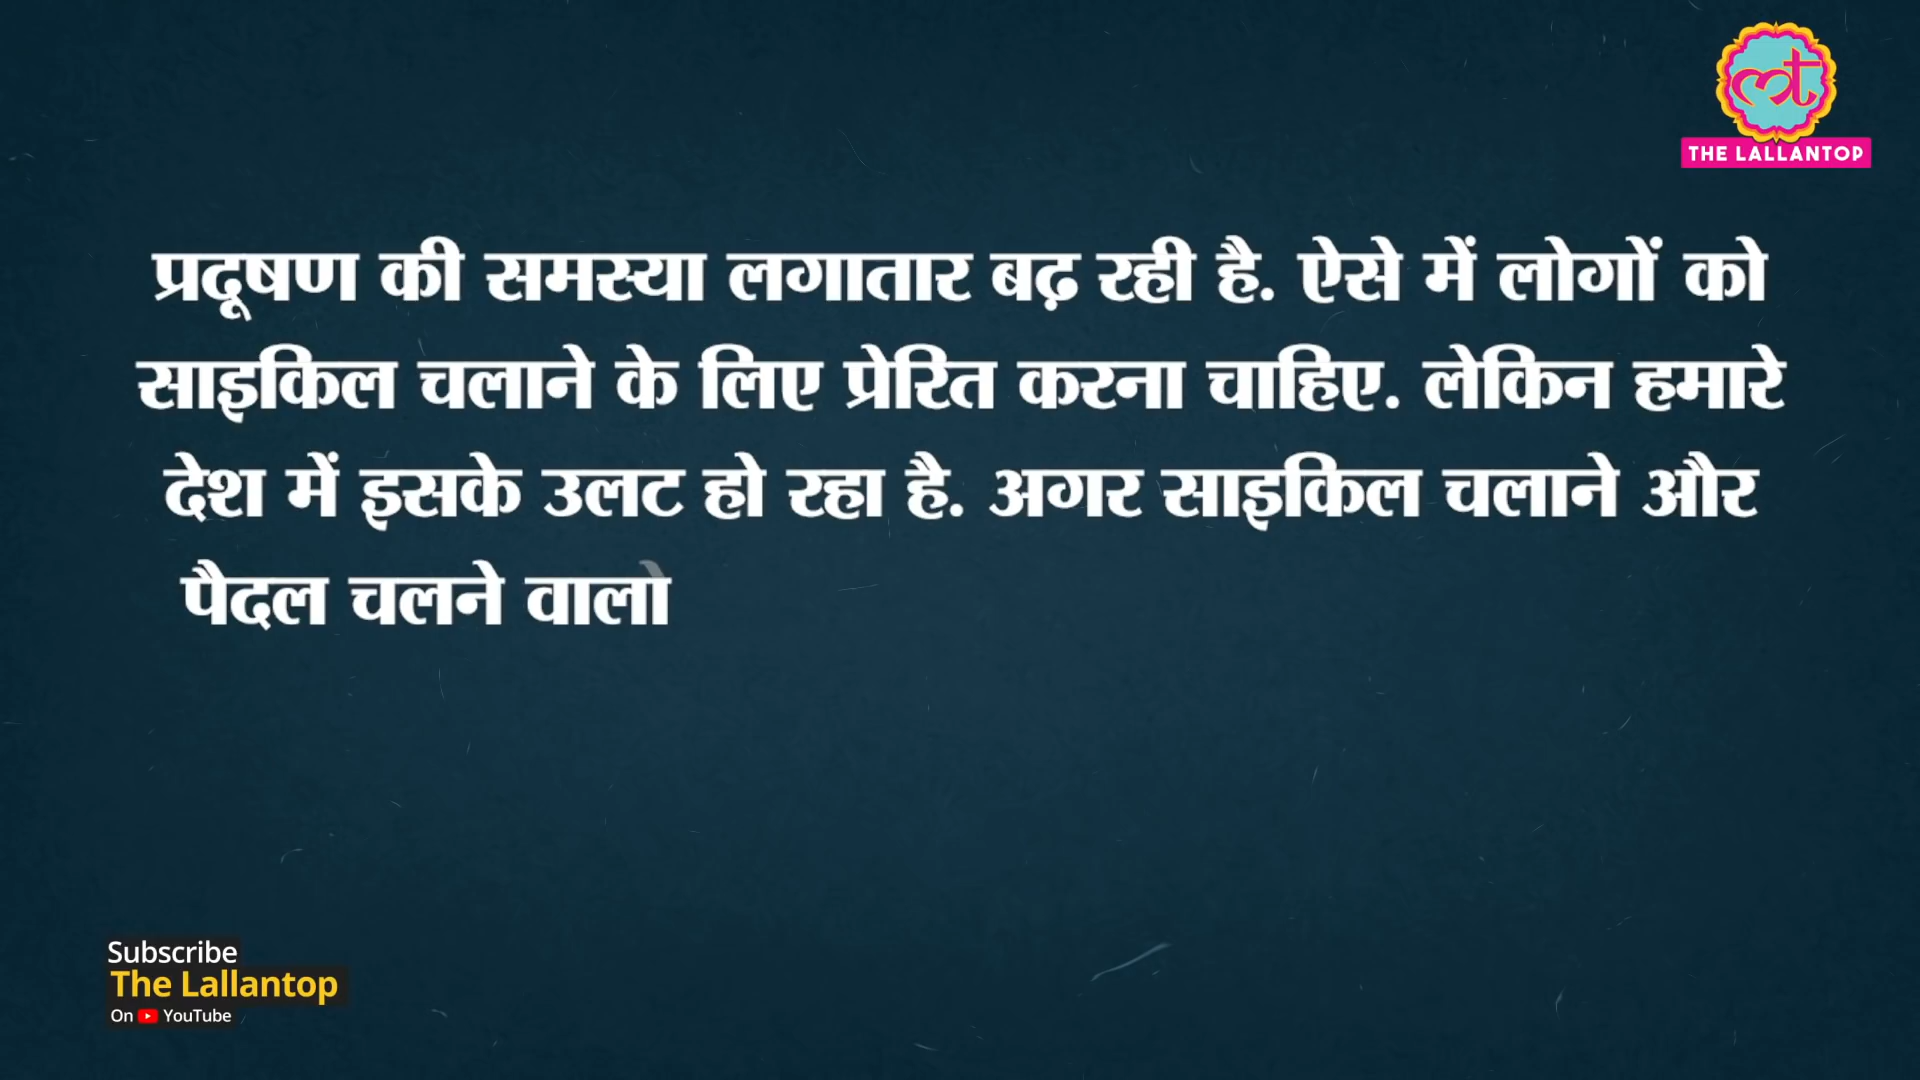 THE LALLANTOP
प्रदूषण की समस्या लगातार बढ़ रही है. ऐसे में लोगों को
साइकिल चलाने के लिए प्रेरित करना चाहिए. लेकिन हमारे
देश में इसके उलट हो रहा है. अगर साइकिल चलाने और
पैदल चलने वालो
Subscribe
The Lallantop
On YouTube